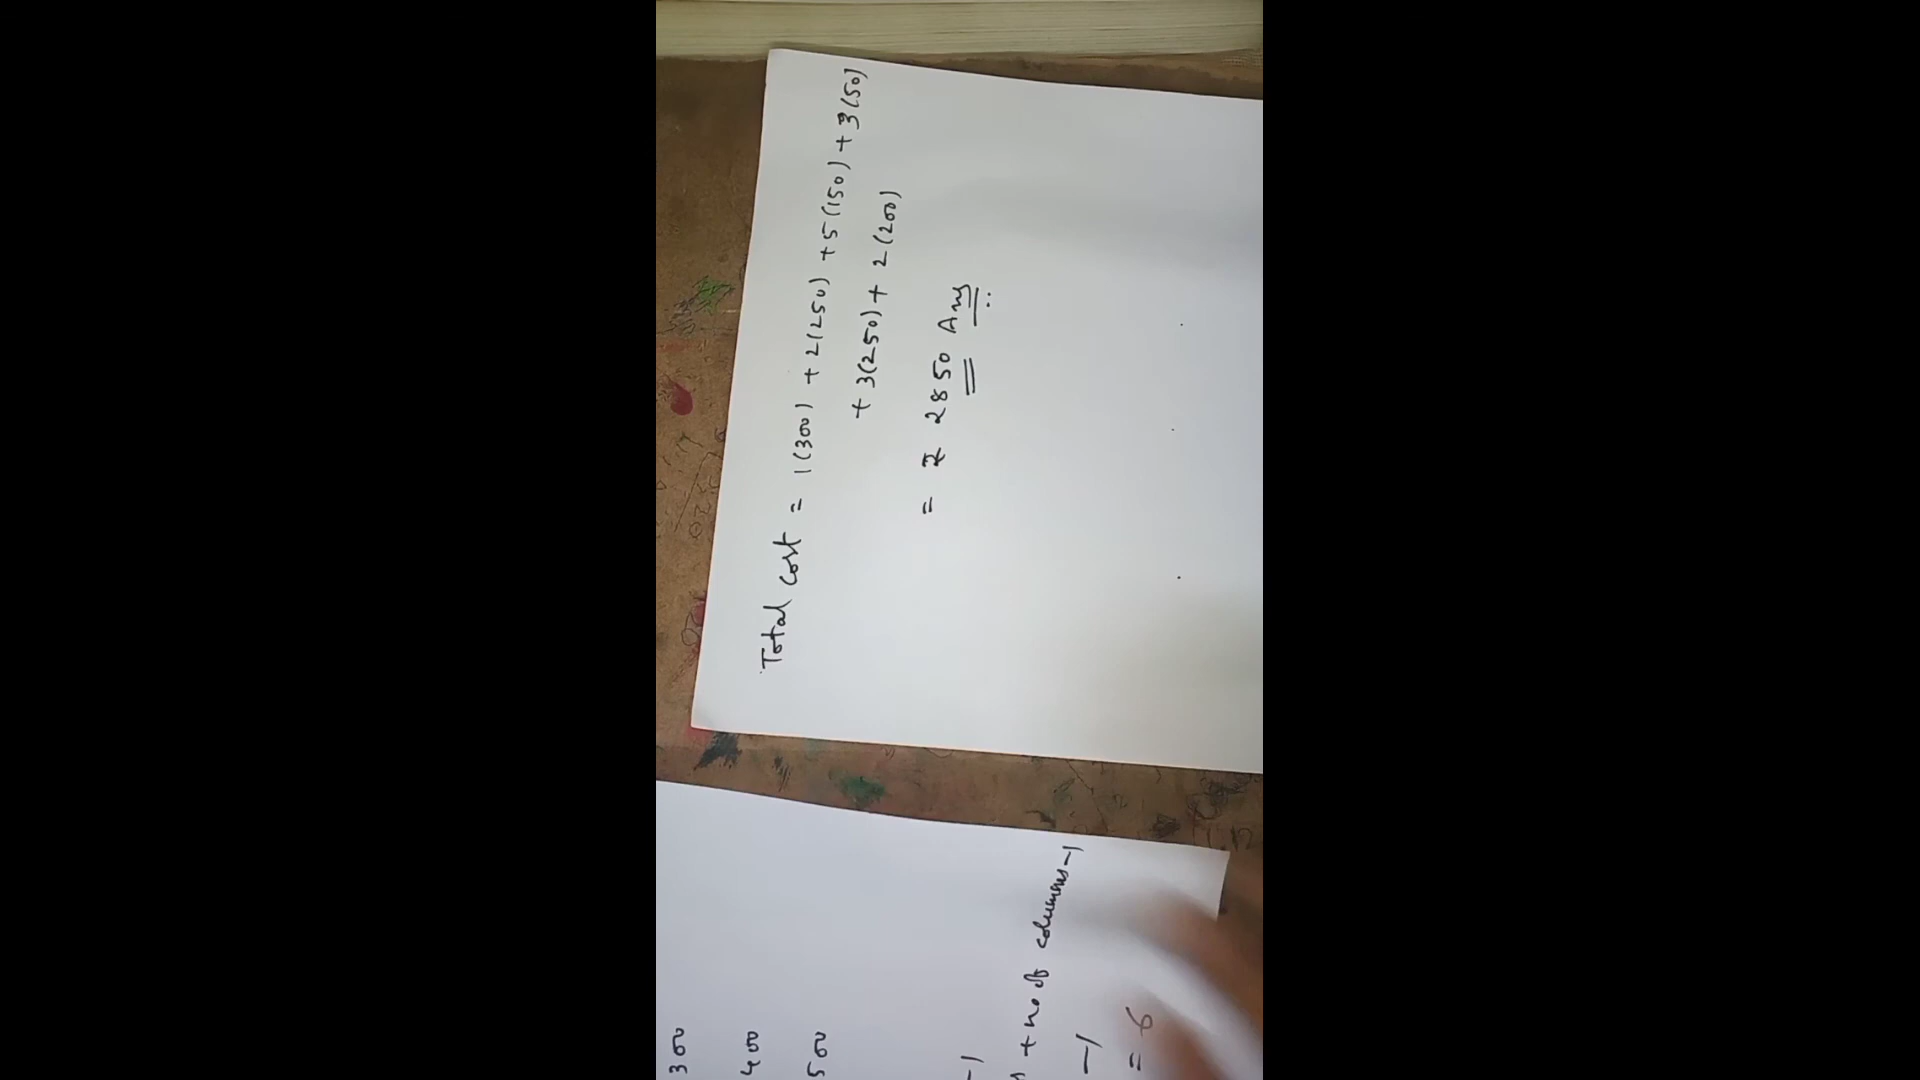 Total cost = 1(300) + 2(250) + 5(150) + 3(50)
+ 3(250) + 2(200)
= ₹ 2850 Ans
300
400
500
-1
+ no of columns-1
-1
= 6